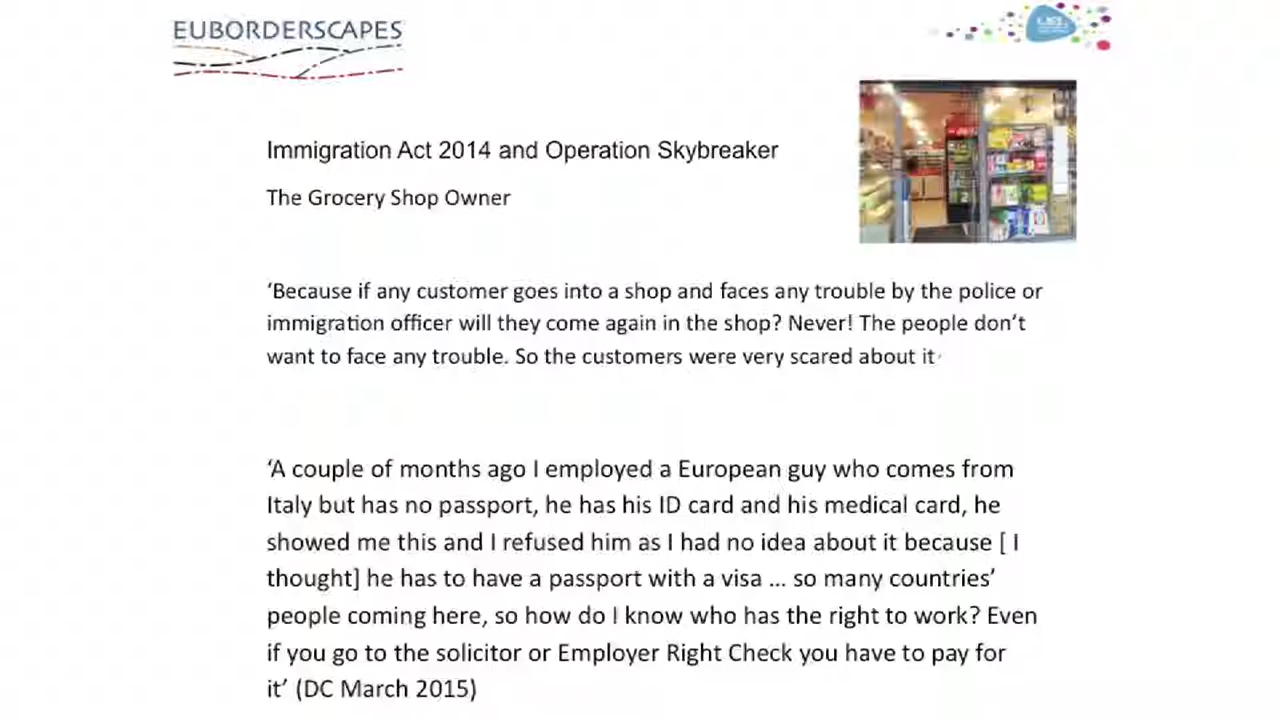 EUBORDERSCAPES
UEL
Immigration Act 2014 and Operation Skybreaker
The Grocery Shop Owner
‘Because if any customer goes into a shop and faces any trouble by the police or
immigration officer will they come again in the shop? Never! The people don’t
want to face any trouble. So the customers were very scared about it
‘A couple of months ago I employed a European guy who comes from
Italy but has no passport, he has his ID card and his medical card, he
showed me this and I refused him as I had no idea about it because [ I
thought] he has to have a passport with a visa ... so many countries’
people coming here, so how do I know who has the right to work? Even
if you go to the solicitor or Employer Right Check you have to pay for
it’ (DC March 2015)